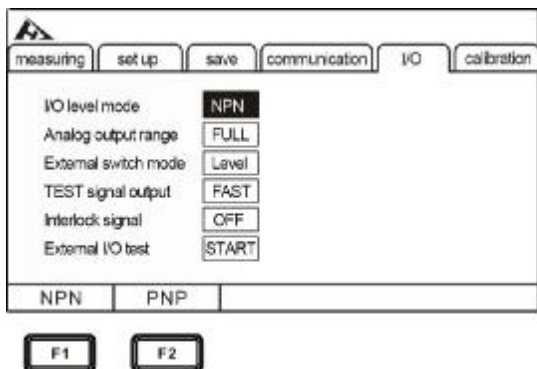 measuring set up save communication I/O calibration
I/O level mode NPN
Analog output range FULL
External switch mode Level
TEST signal output FAST
Interlock signal OFF
External I/O test START
NPN PNP
F1 F2